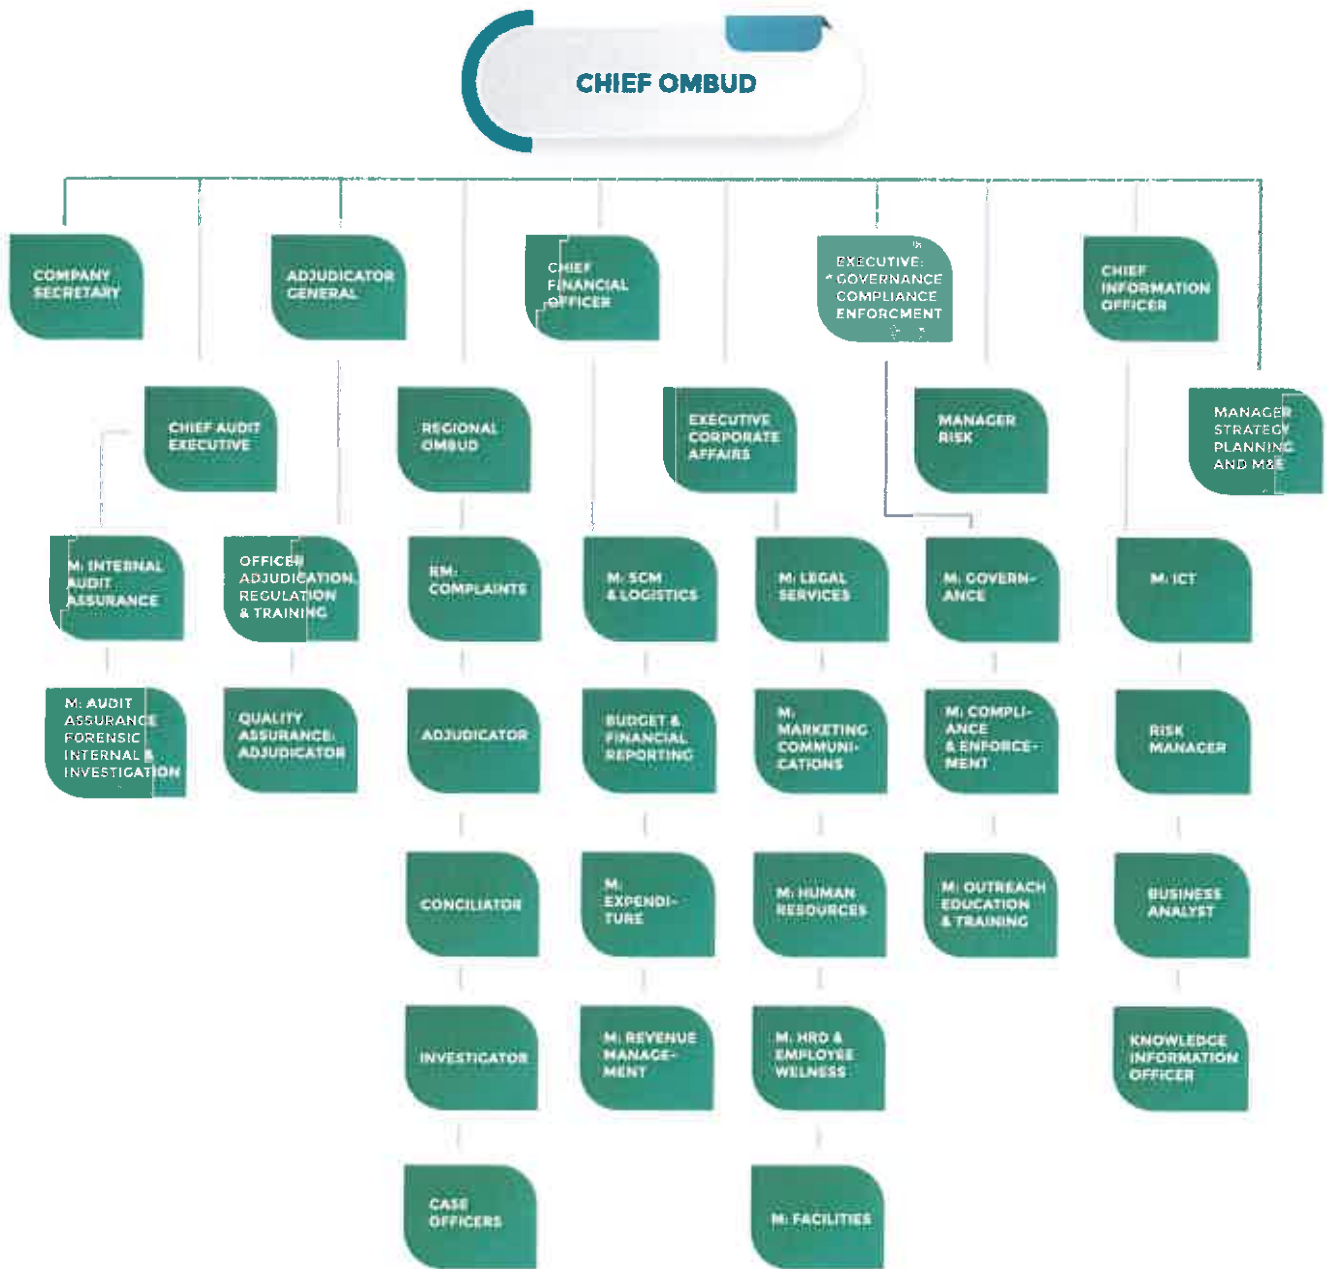 CHIEF OMBUD
COMPANY
SECRETARY
ADJUDICATOR
GENERAL
CHIEF
FINANCIAL
OFFICER
EXECUTIVE:
GOVERNANCE
COMPLIANCE
ENFORCMENT
CHIEF
INFORMATION
OFFICER
CHIEF AUDIT
EXECUTIVE
REGIONAL
OMBUD
EXECUTIVE
CORPORATE
AFFAIRS
MANAGER
RISK
MANAGER
STRATEGY
PLANNING
AND M&E
M: INTERNAL
AUDIT
ASSURANCE
OFFICER
ADJUDICATION,
REGULATION
& TRAINING
RM:
COMPLAINTS
M: SCM
& LOGISTICS
M: LEGAL
SERVICES
M: GOVERN-
ANCE
M: ICT
M: AUDIT
ASSURANCE
FORENSIC
INTERNAL &
INVESTIGATION
QUALITY
ASSURANCE:
ADJUDICATOR
ADJUDICATOR
BUDGET &
FINANCIAL
REPORTING
M:
MARKETING
COMMUNI-
CATIONS
M: COMPLI-
ANCE
& ENFORCE-
MENT
RISK
MANAGER
CONCILIATOR
M:
EXPENDI-
TURE
M: HUMAN
RESOURCES
M: OUTREACH
EDUCATION
& TRAINING
BUSINESS
ANALYST
INVESTIGATOR
M: REVENUE
MANAGE-
MENT
M: HRD &
EMPLOYEE
WELNESS
KNOWLEDGE
INFORMATION
OFFICER
CASE
OFFICERS
M: FACILITIES